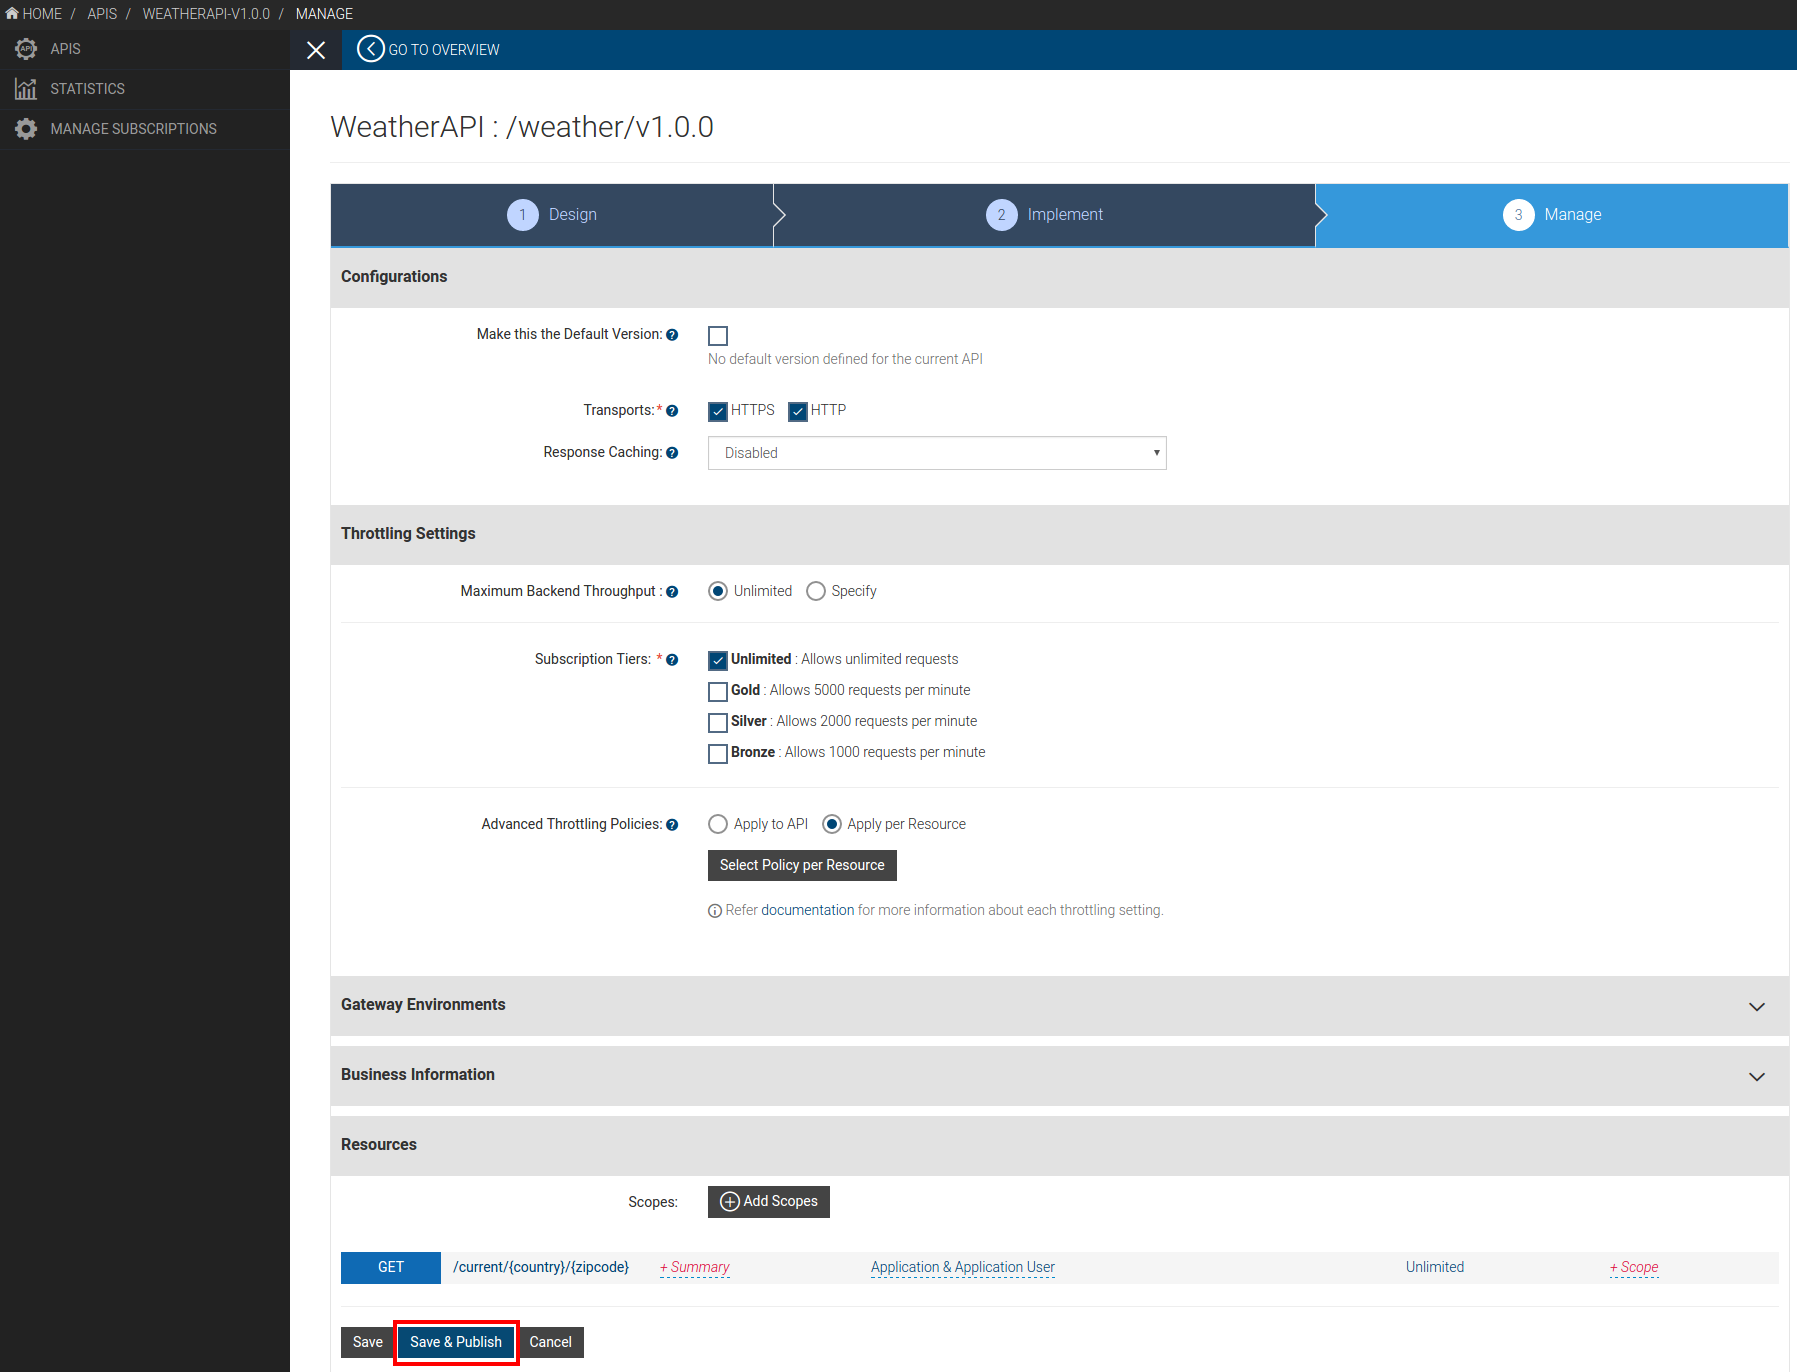 HOME / APIS / WEATHERAPI-V1.0.0 / MANAGE
API APIS
STATISTICS
MANAGE SUBSCRIPTIONS
GO TO OVERVIEW
WeatherAPI : /weather/v1.0.0
1 Design
2 Implement
3 Manage
Configurations
Make this the Default Version: ?
No default version defined for the current API
Transports:* ? HTTPS HTTP
Response Caching: ? Disabled
Throttling Settings
Maximum Backend Throughput : ? Unlimited Specify
Subscription Tiers: * ? Unlimited : Allows unlimited requests
Gold : Allows 5000 requests per minute
Silver : Allows 2000 requests per minute
Bronze : Allows 1000 requests per minute
Advanced Throttling Policies: ? Apply to API Apply per Resource
Select Policy per Resource
Refer documentation for more information about each throttling setting.
Gateway Environments
Business Information
Resources
Scopes: Add Scopes
GET /current/{country}/{zipcode} + Summary Application & Application User Unlimited + Scope
Save Save & Publish Cancel